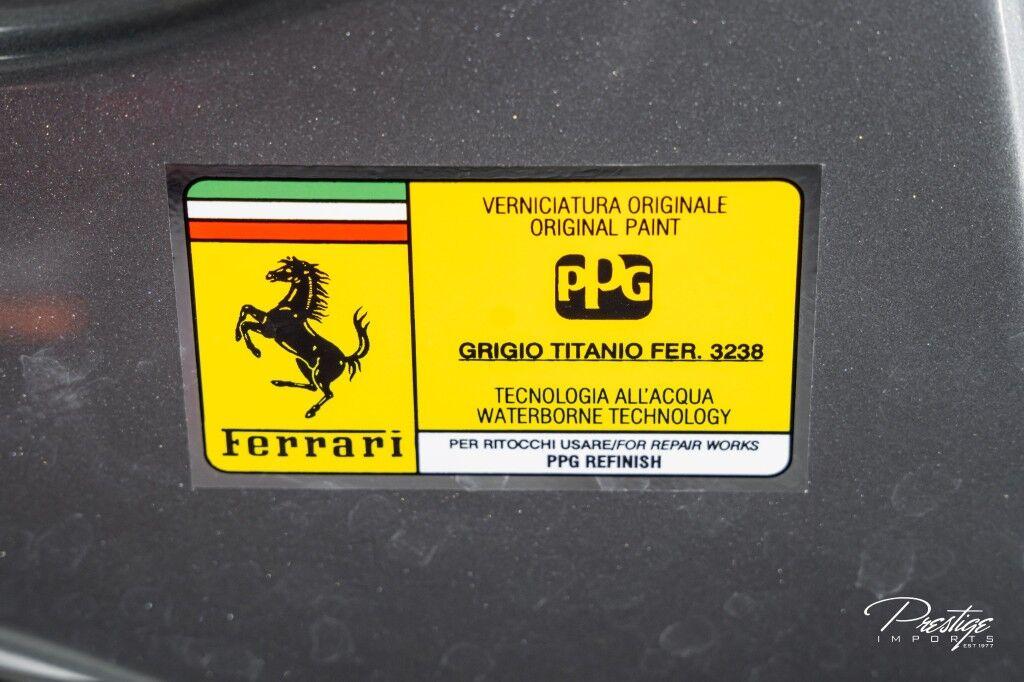 VERNICIATURA ORIGINALE
ORIGINAL PAINT
PPG
GRIGIO TITANIO FER. 3238
TECNOLOGIA ALL'ACQUA
WATERBORNE TECHNOLOGY
Ferrari
PER RITOCCHI USARE/FOR REPAIR WORKS
PPG REFINISH
Prestige
IMPORTS
EST 1977